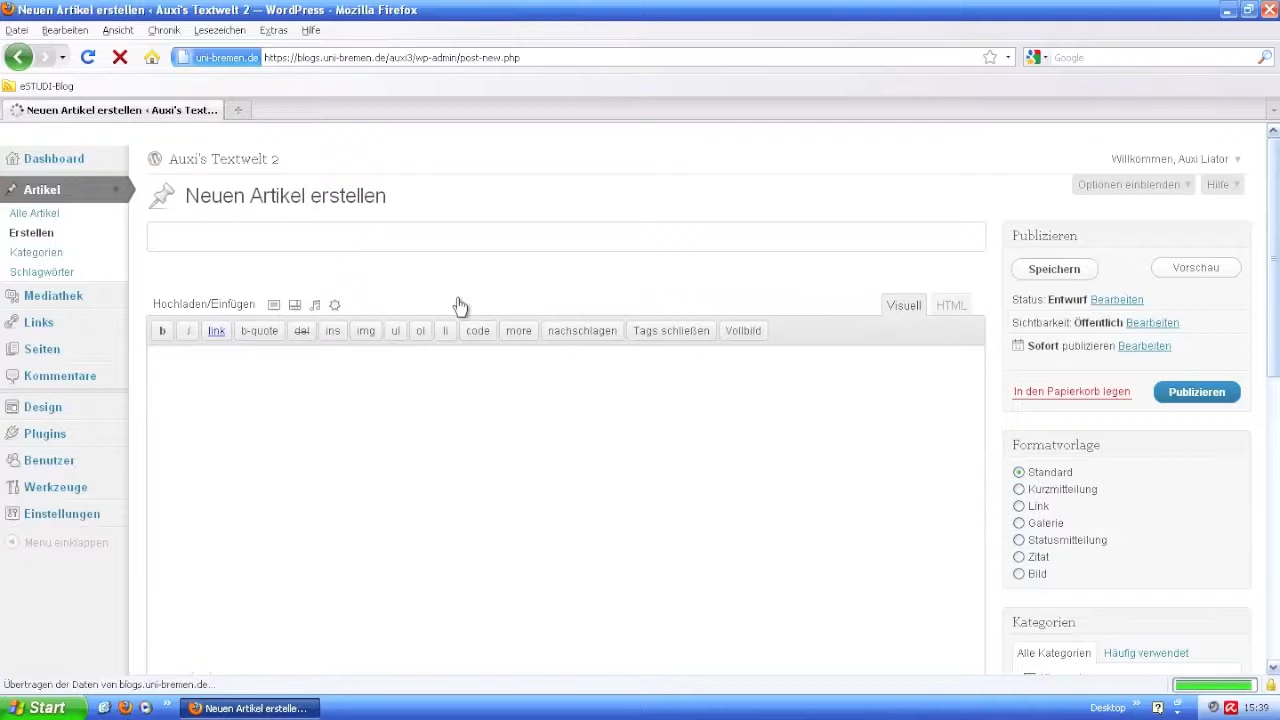 Neuen Artikel erstellen ‹ Auxi's Textwelt 2 — WordPress - Mozilla Firefox
Datei Bearbeiten Ansicht Chronik Lesezeichen Extras Hilfe
uni-bremen.de https://blogs.uni-bremen.de/auxi3/wp-admin/post-new.php Google
eSTUDI-Blog
Neuen Artikel erstellen ‹ Auxi's Text...
Dashboard
Artikel
Alle Artikel
Erstellen
Kategorien
Schlagwörter
Mediathek
Links
Seiten
Kommentare
Design
Plugins
Benutzer
Werkzeuge
Einstellungen
Menü einklappen
Auxi's Textwelt 2
Willkommen, Auxi Liator
Optionen einblenden Hilfe
Neuen Artikel erstellen
Hochladen/Einfügen
Visuell HTML
b i link b-quote del ins img ul ol li code more nachschlagen Tags schließen Vollbild
Publizieren
Speichern Vorschau
Status: Entwurf Bearbeiten
Sichtbarkeit: Öffentlich Bearbeiten
Sofort publizieren Bearbeiten
In den Papierkorb legen Publizieren
Formatvorlage
Standard
Kurzmitteilung
Link
Galerie
Statusmitteilung
Zitat
Bild
Kategorien
Alle Kategorien Häufig verwendet
Übertragen der Daten von blogs.uni-bremen.de...
Start Neuen Artikel erstelle... Desktop 15:39